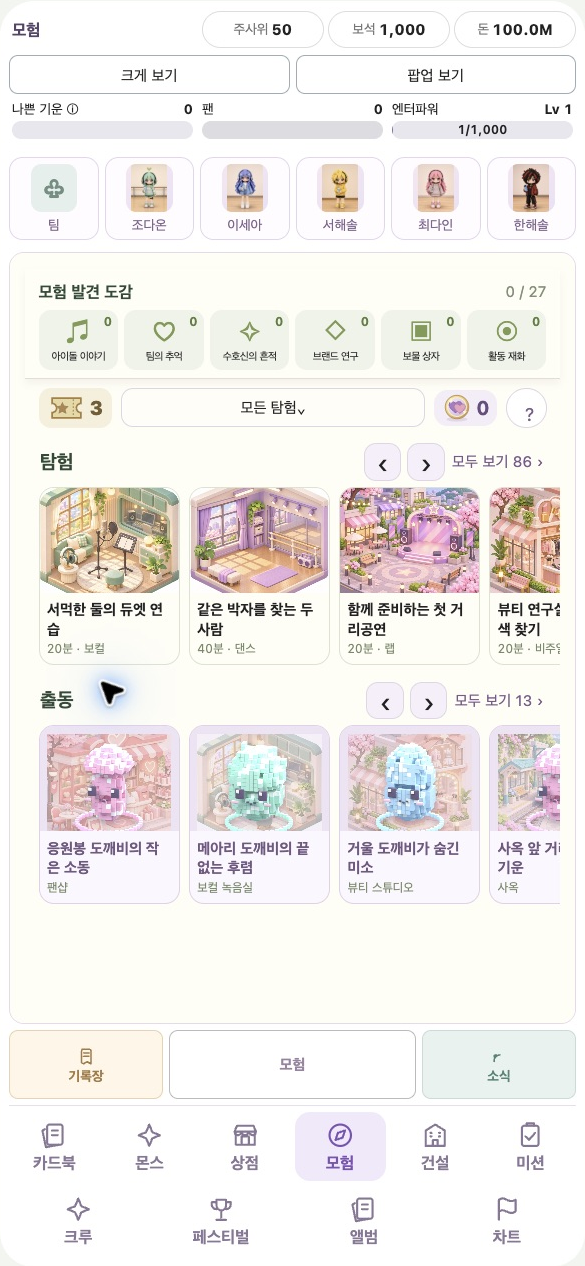 모험
주사위 50
보석 1,000
돈 100.0M
크게 보기
팝업 보기
나쁜 기운 ⓘ 0
팬 0
엔터파워 Lv 1
1/1,000
팀
조다온
이세아
서해솔
최다인
한해솔
모험 발견 도감
0 / 27
0
아이돌 이야기
0
팀의 추억
0
수호신의 흔적
0
브랜드 연구
0
보물 상자
0
활동 재화
3
모든 탐험
0
?
탐험
‹
›
모두 보기 86 ›
서먹한 둘의 듀엣 연
습
20분 · 보컬
같은 박자를 찾는 두
사람
40분 · 댄스
함께 준비하는 첫 거
리공연
20분 · 랩
뷰티 연구
색 찾기
20분 · 비주얼
출동
‹
›
모두 보기 13 ›
응원봉 도깨비의 작
은 소동
팬샵
메아리 도깨비의 끝
없는 후렴
보컬 녹음실
거울 도깨비가 숨긴
미소
뷰티 스튜디오
사옥 앞
기운
사옥
기록장
모험
소식
카드북
몬스
상점
모험
건설
미션
크루
페스티벌
앨범
차트